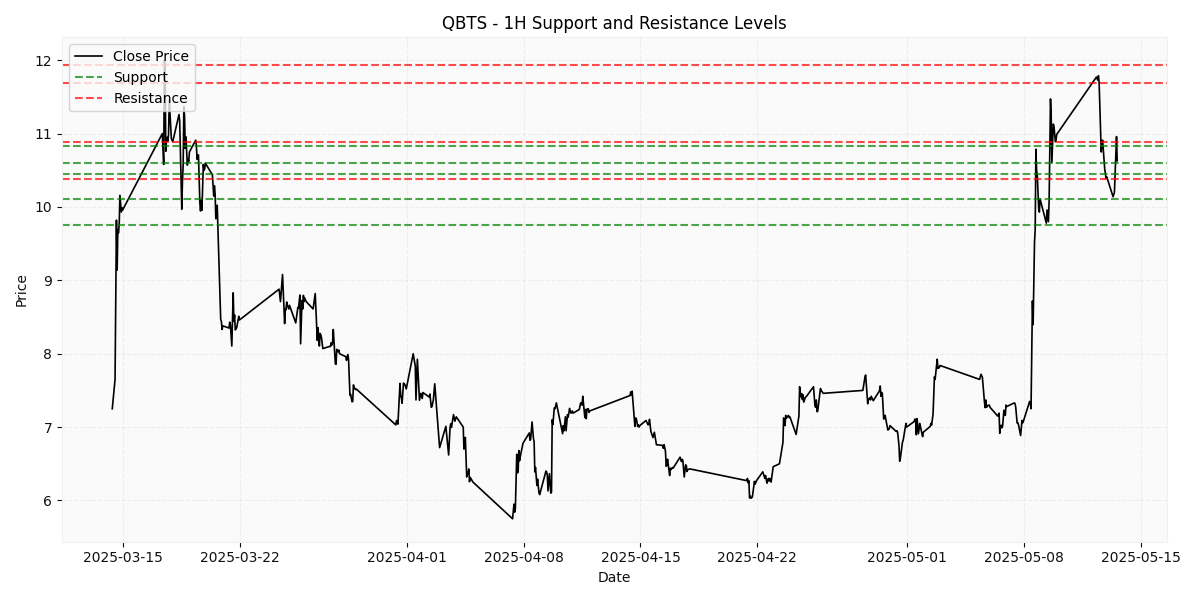 QBTS - 1H Support and Resistance Levels
Close Price
Support
Resistance
12
11
10
9
8
7
6
Price
2025-03-15 2025-03-22 2025-04-01 2025-04-08 2025-04-15 2025-04-22 2025-05-01 2025-05-08 2025-05-15
Date